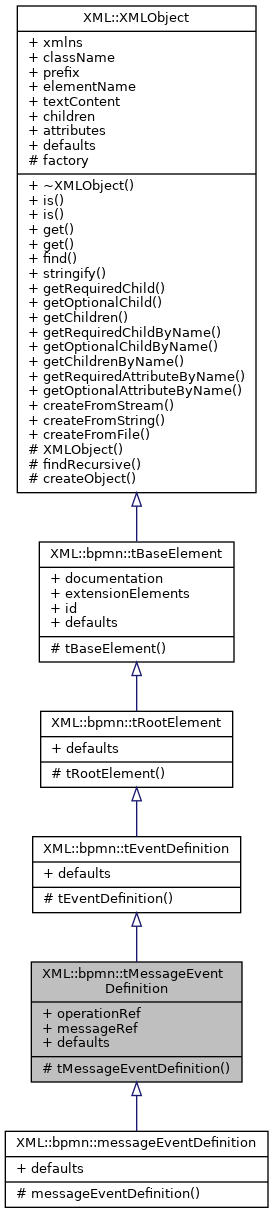 XML::XMLObject
+ xmlns
+ className
+ prefix
+ elementName
+ textContent
+ children
+ attributes
+ defaults
# factory
+ ~XMLObject()
+ is()
+ is()
+ get()
+ get()
+ find()
+ stringify()
+ getRequiredChild()
+ getOptionalChild()
+ getChildren()
+ getRequiredChildByName()
+ getOptionalChildByName()
+ getChildrenByName()
+ getRequiredAttributeByName()
+ getOptionalAttributeByName()
+ createFromStream()
+ createFromString()
+ createFromFile()
# XMLObject()
# findRecursive()
# createObject()
XML::bpmn::tBaseElement
+ documentation
+ extensionElements
+ id
+ defaults
# tBaseElement()
XML::bpmn::tRootElement
+ defaults
# tRootElement()
XML::bpmn::tEventDefinition
+ defaults
# tEventDefinition()
XML::bpmn::tMessageEvent
Definition
+ operationRef
+ messageRef
+ defaults
# tMessageEventDefinition()
XML::bpmn::messageEventDefinition
+ defaults
# messageEventDefinition()